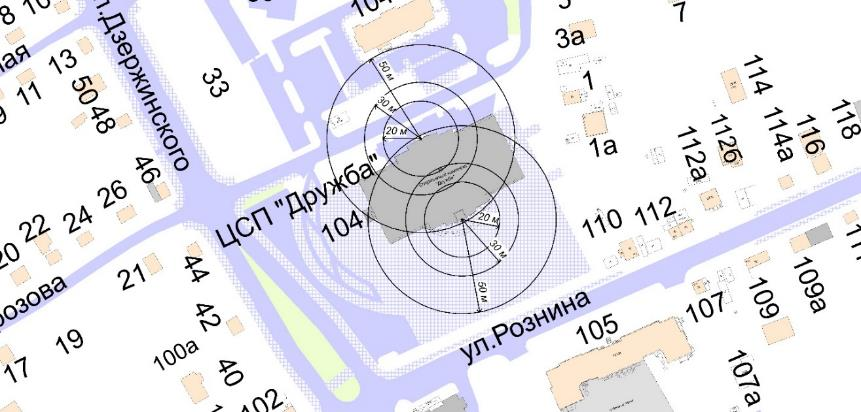 8
104
5
7
ул.Дзержинского
33
3а
13
ая
11
9
50
48
50 м
30 м
20 м
1
1а
114
118
112б
114а
116
112а
46
26
22
24
20
ЦСП "Дружба"
104
110
112
20 м
30 м
50 м
21
44
42
розова
ул.Рознина
105
107
109
109а
19
17
100а
40
102
107а